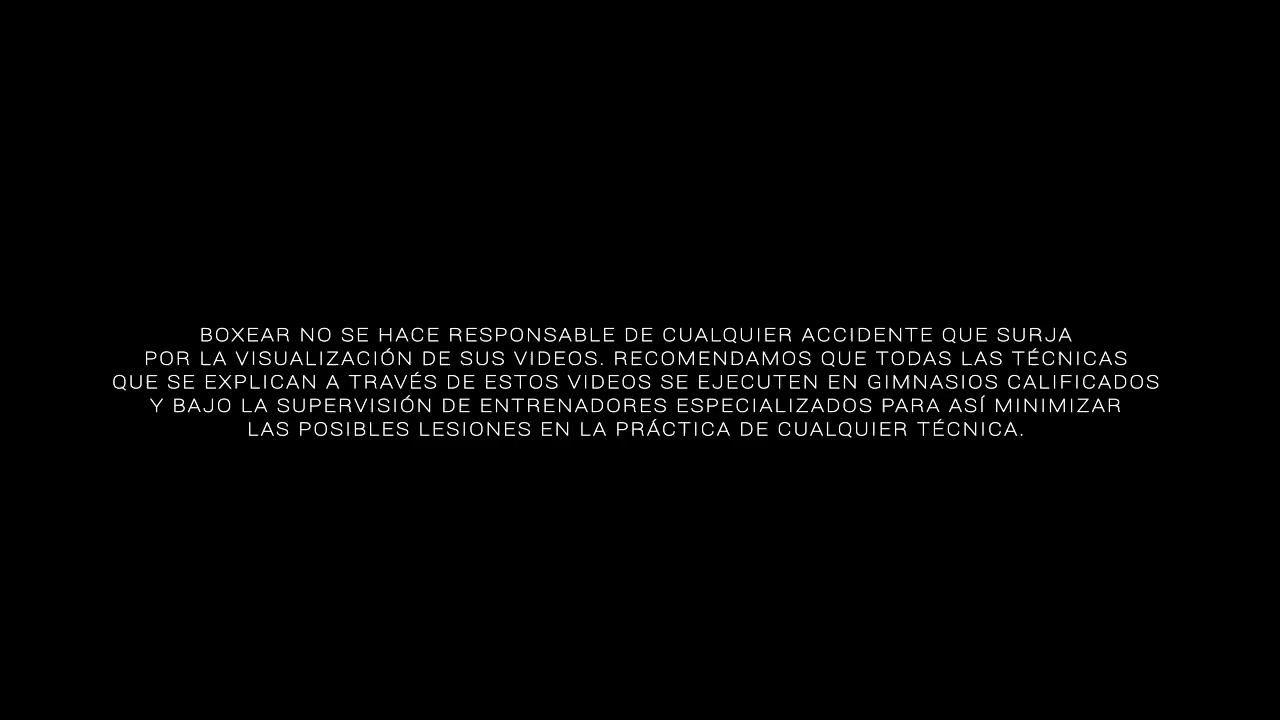 BOXEAR NO SE HACE RESPONSABLE DE CUALQUIER ACCIDENTE QUE SURJA
POR LA VISUALIZACIÓN DE SUS VIDEOS. RECOMENDAMOS QUE TODAS LAS TÉCNICAS
QUE SE EXPLICAN A TRAVÉS DE ESTOS VIDEOS SE EJECUTEN EN GIMNASIOS CALIFICADOS
Y BAJO LA SUPERVISIÓN DE ENTRENADORES ESPECIALIZADOS PARA ASÍ MINIMIZAR
LAS POSIBLES LESIONES EN LA PRÁCTICA DE CUALQUIER TÉCNICA.